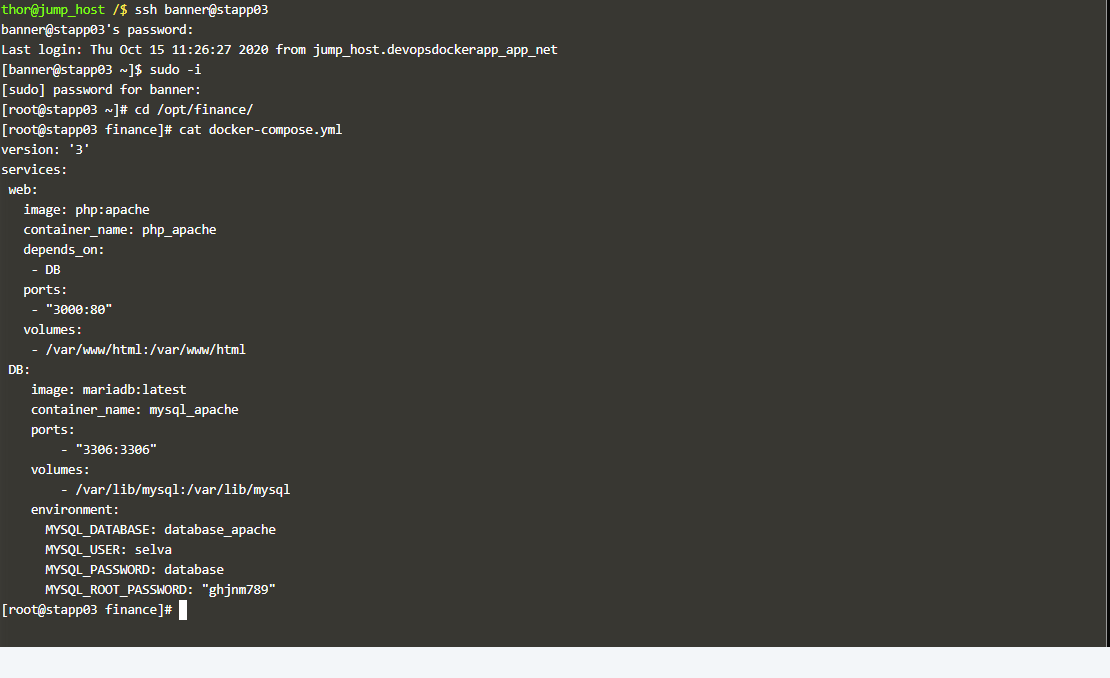 thor@jump_host /$ ssh banner@stapp03
banner@stapp03's password:
Last login: Thu Oct 15 11:26:27 2020 from jump_host.devopsdockerapp_app_net
[banner@stapp03 ~]$ sudo -i
[sudo] password for banner:
[root@stapp03 ~]# cd /opt/finance/
[root@stapp03 finance]# cat docker-compose.yml
version: '3'
services:
 web:
   image: php:apache
   container_name: php_apache
   depends_on:
    - DB
   ports:
    - "3000:80"
   volumes:
    - /var/www/html:/var/www/html
 DB:
    image: mariadb:latest
    container_name: mysql_apache
    ports:
        - "3306:3306"
    volumes:
        - /var/lib/mysql:/var/lib/mysql
    environment:
      MYSQL_DATABASE: database_apache
      MYSQL_USER: selva
      MYSQL_PASSWORD: database
      MYSQL_ROOT_PASSWORD: "ghjnm789"
[root@stapp03 finance]#